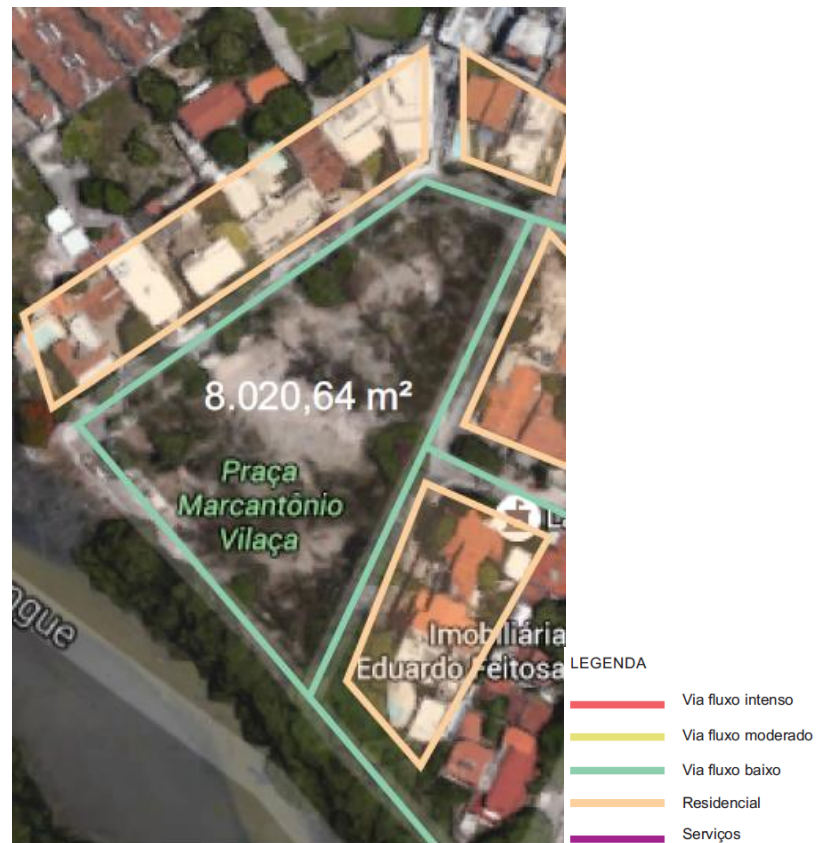 8.020,64 m²
Praça
Marcantônio
Vilaça
ngue
L
Imobiliária
Eduardo Feitosa
LEGENDA
Via fluxo intenso
Via fluxo moderado
Via fluxo baixo
Residencial
Serviços